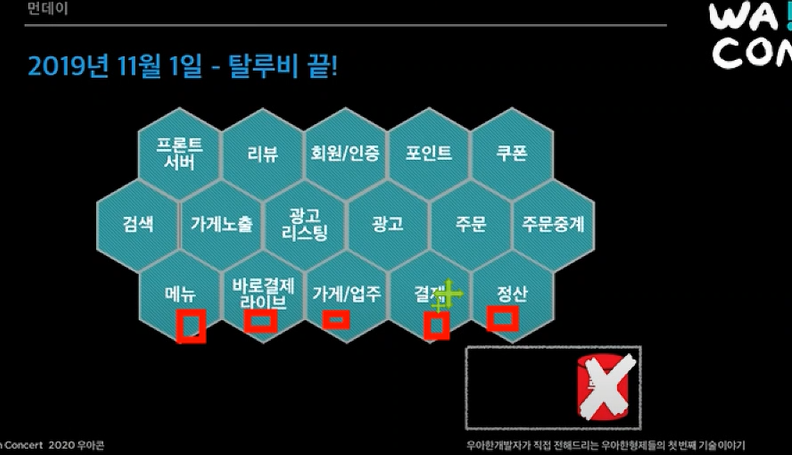 먼데이
WA!
CON
2019년 11월 1일 - 탈루비 끝!
프론트
서버
리뷰
회원/인증
포인트
쿠폰
검색
가게노출
광고
리스팅
광고
주문
주문중계
메뉴
바로결제
라이브
가게/업주
결제
정산
n Concert 2020 우아콘
우아한개발자가 직접 전해드리는 우아한형제들의 첫 번째 기술이야기